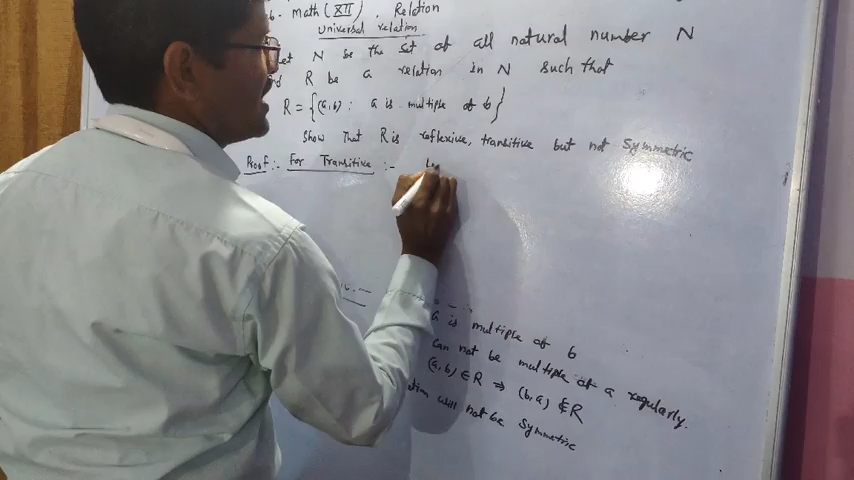 Math (XII) . Relation
Universal relation
N be the set of all natural number N
R be a relation in N such that
R = {(a,b) : a is multiple of b}
Show that R is reflexive, transitive but not symmetric
Proof :- For Transitive :-
a is multiple of b
can not be multiple of a regularly.
(a,b) ∈ R ⇒ (b,a) ∉ R
will not be symmetric